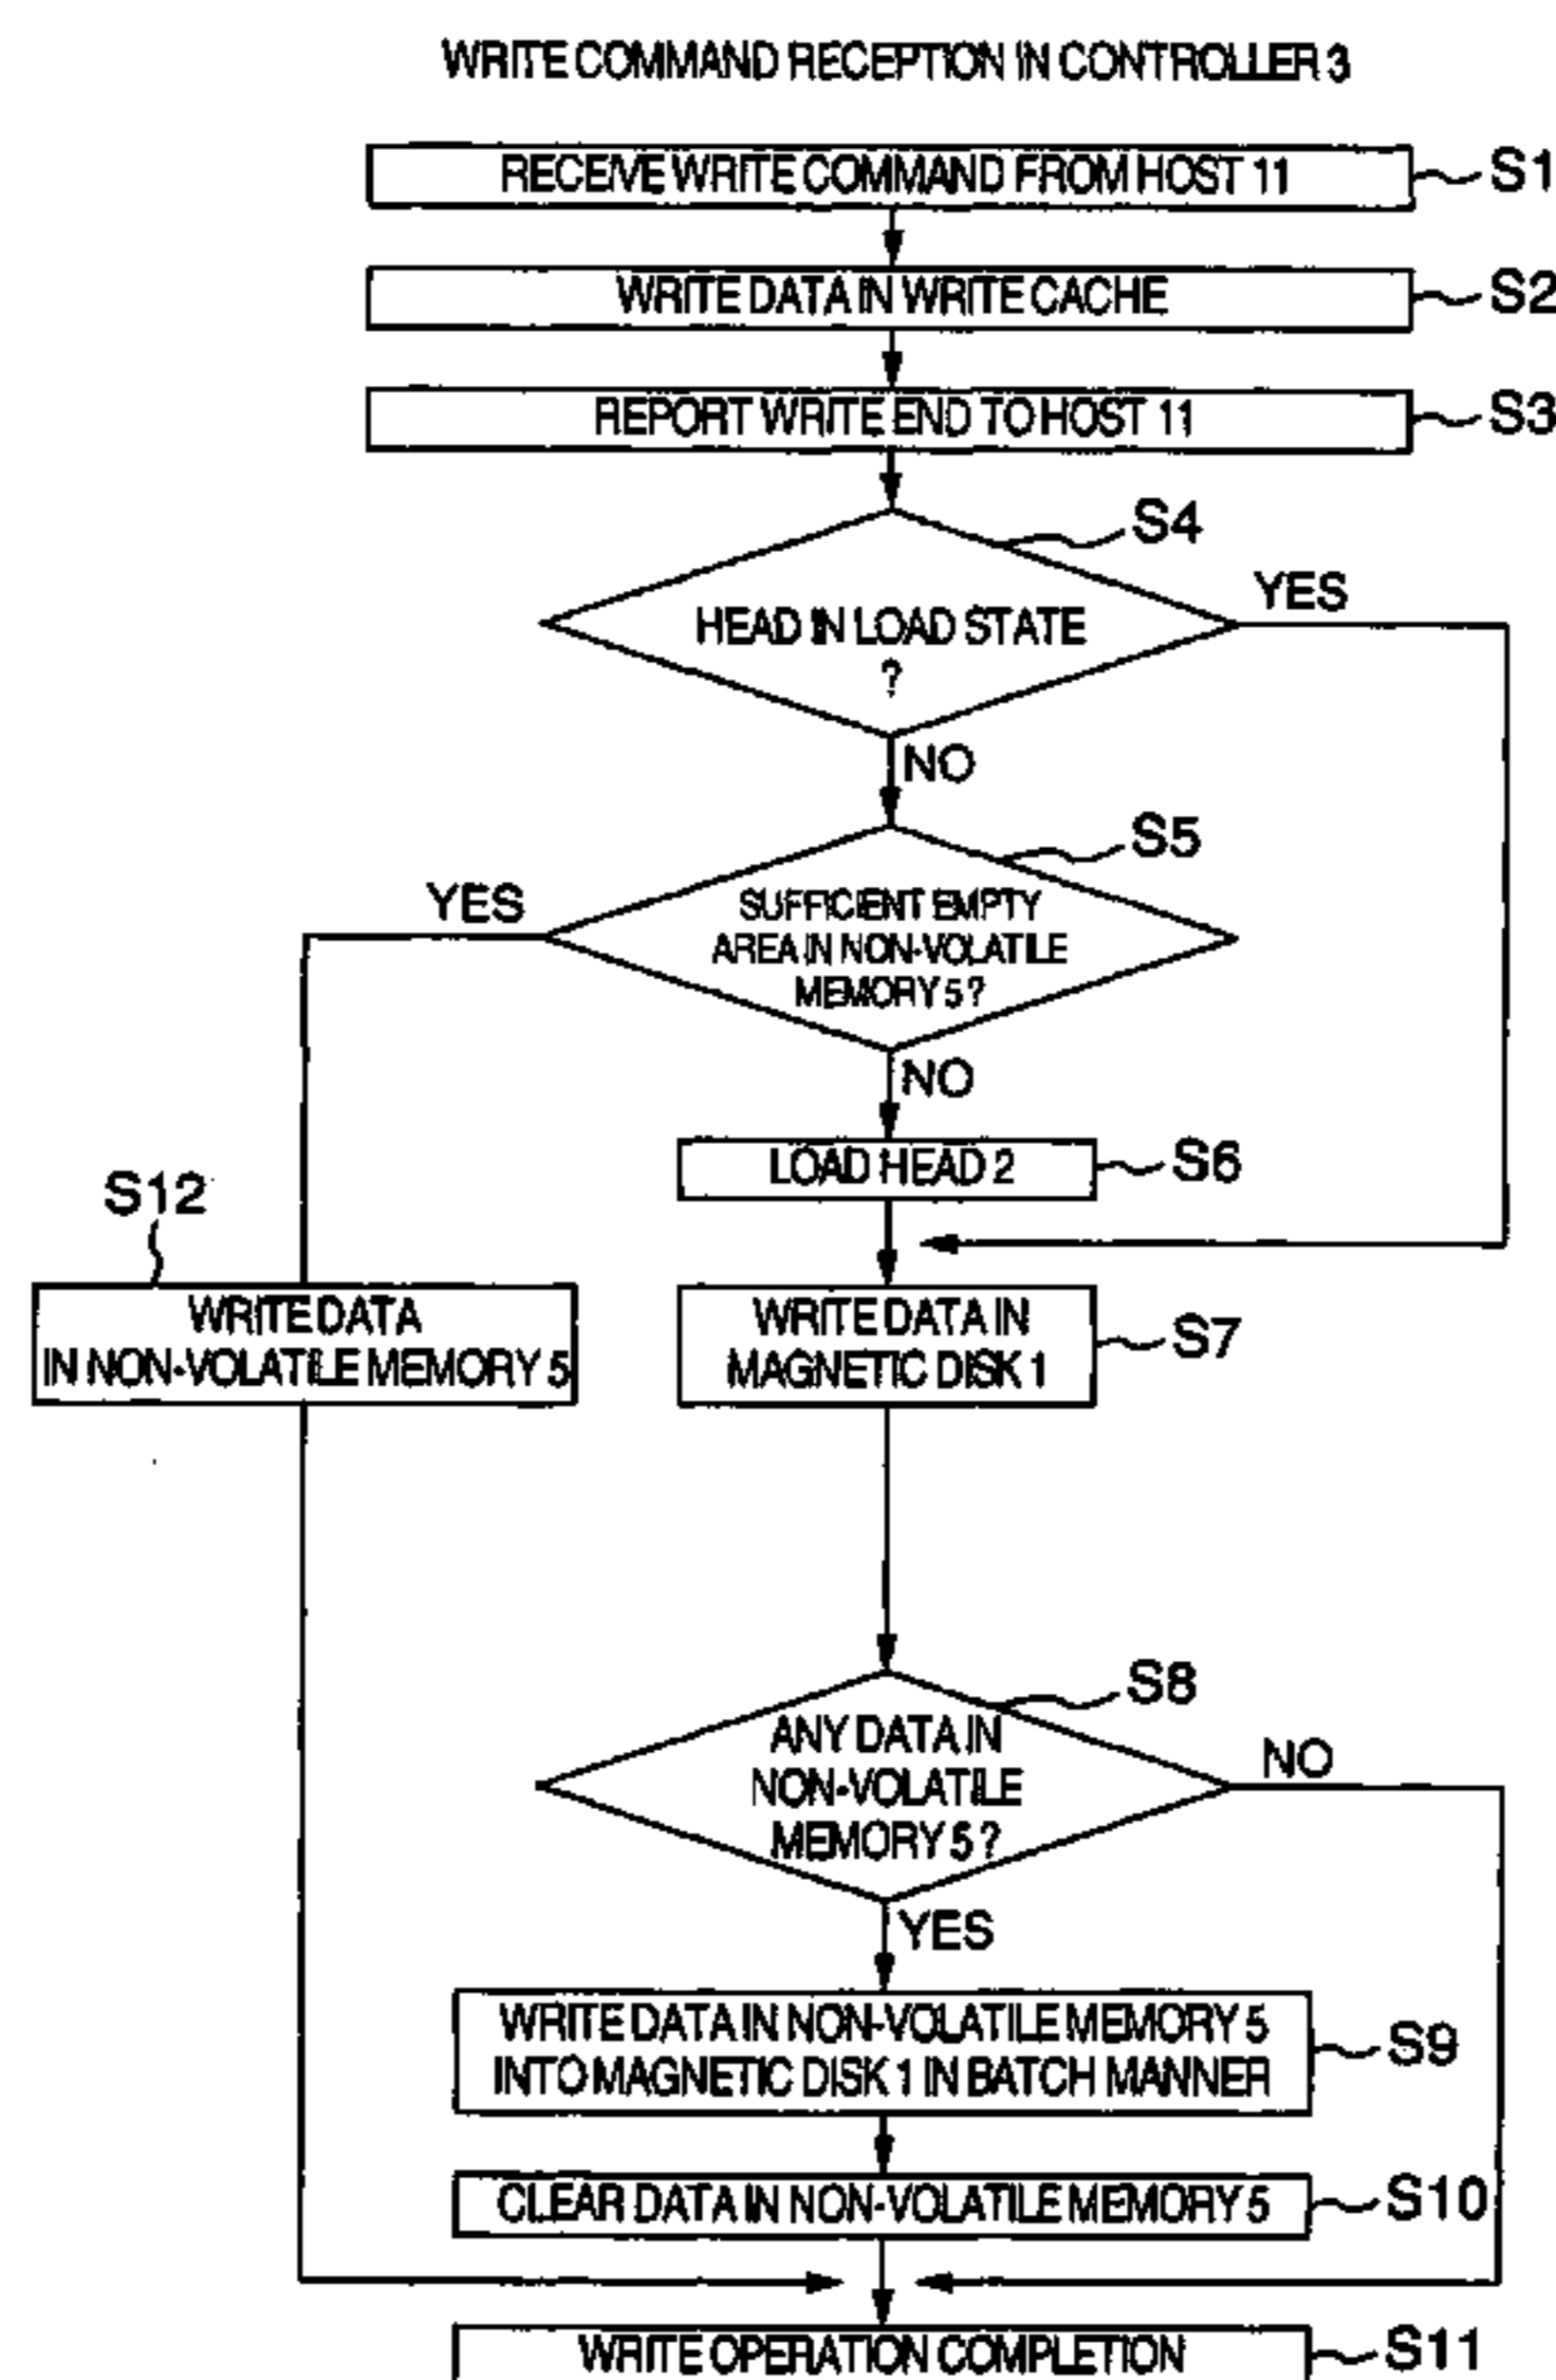 WRITE COMMAND RECEPTION IN CONTROLLER 3
RECEIVE WRITE COMMAND FROM HOST 11
S1
WRITE DATA IN WRITE CACHE
S2
REPORT WRITE END TO HOST 11
S3
S4
YES
HEAD IN LOAD STATE
?
NO
S5
YES
SUFFICIENT EMPTY
AREA IN NON-VOLATILE
MEMORY 5?
NO
LOAD HEAD 2
S6
S12
WRITE DATA
IN NON-VOLATILE MEMORY 5
WRITE DATA IN
MAGNETIC DISK 1
S7
S8
ANY DATA IN
NON-VOLATILE
MEMORY 5?
NO
YES
WRITE DATA IN NON-VOLATILE MEMORY 5
INTO MAGNETIC DISK 1 IN BATCH MANNER
S9
CLEAR DATA IN NON-VOLATILE MEMORY 5
S10
WRITE OPERATION COMPLETION
S11